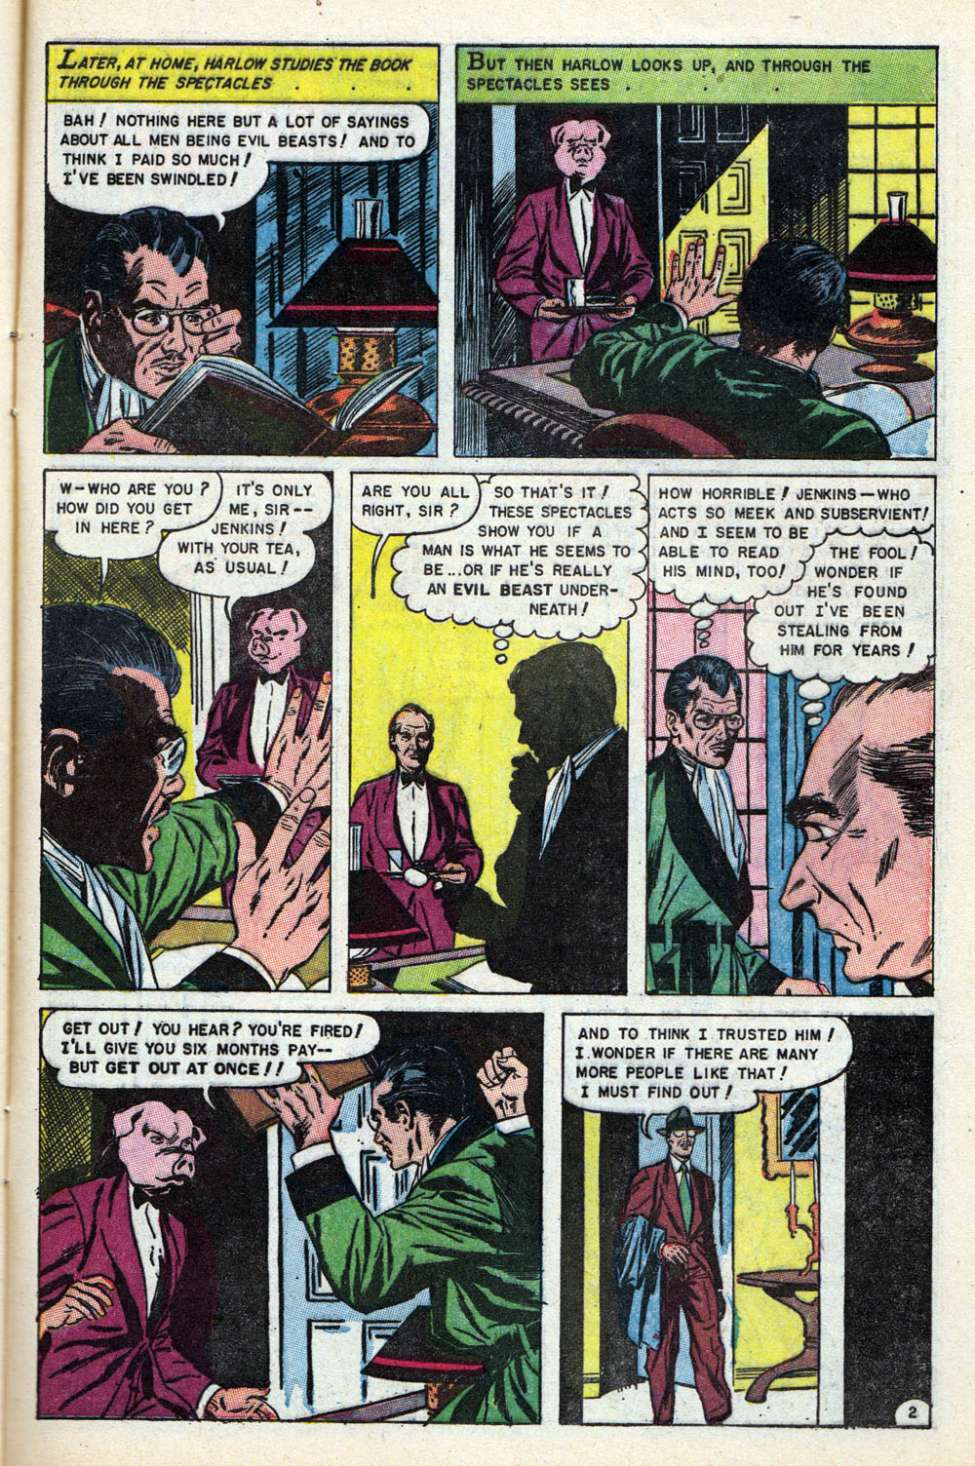 LATER, AT HOME, HARLOW STUDIES THE BOOK
THROUGH THE SPECTACLES . . .
BAH! NOTHING HERE BUT A LOT OF SAYINGS
ABOUT ALL MEN BEING EVIL BEASTS! AND TO
THINK I PAID SO MUCH!
I'VE BEEN SWINDLED!
BUT THEN HARLOW LOOKS UP, AND THROUGH THE
SPECTACLES SEES . . .
W-WHO ARE YOU?
HOW DID YOU GET
IN HERE?
IT'S ONLY
ME, SIR--
JENKINS!
WITH YOUR TEA,
AS USUAL!
ARE YOU ALL
RIGHT, SIR?
SO THAT'S IT!
THESE SPECTACLES
SHOW YOU IF A
MAN IS WHAT HE SEEMS TO
BE...OR IF HE'S REALLY
AN EVIL BEAST UNDER-
NEATH!
HOW HORRIBLE! JENKINS--WHO
ACTS SO MEEK AND SUBSERVIENT!
AND I SEEM TO BE
ABLE TO READ
HIS MIND, TOO!
THE FOOL!
WONDER IF
HE'S FOUND
OUT I'VE BEEN
STEALING FROM
HIM FOR YEARS!
GET OUT! YOU HEAR? YOU'RE FIRED!
I'LL GIVE YOU SIX MONTHS PAY--
BUT GET OUT AT ONCE!!
AND TO THINK I TRUSTED HIM!
I WONDER IF THERE ARE MANY
MORE PEOPLE LIKE THAT!
I MUST FIND OUT!
2